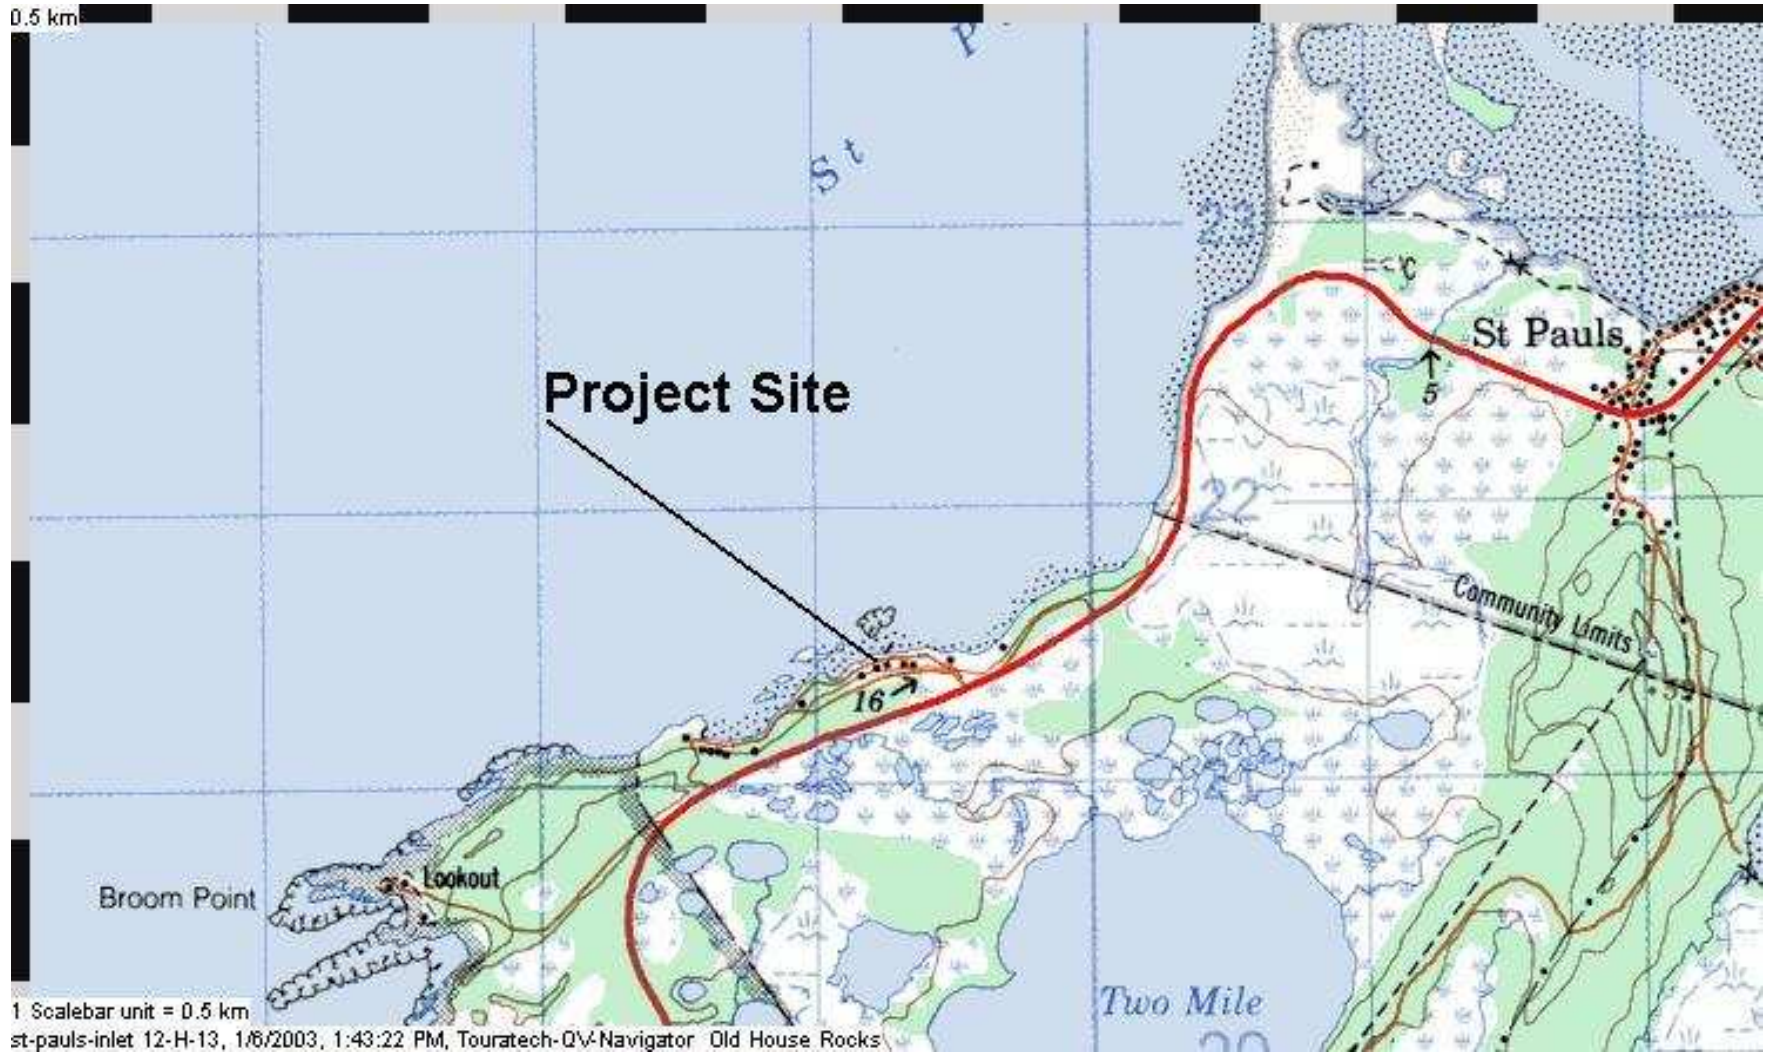 0.5 km
St
23
St Pauls
5
Project Site
22
Community Limits
16
Lookout
Broom Point
Two Mile
1 Scalebar unit = 0.5 km
st-pauls-inlet 12-H-13, 1/6/2003, 1:43:22 PM, Touratech-QV-Navigator Old House Rocks